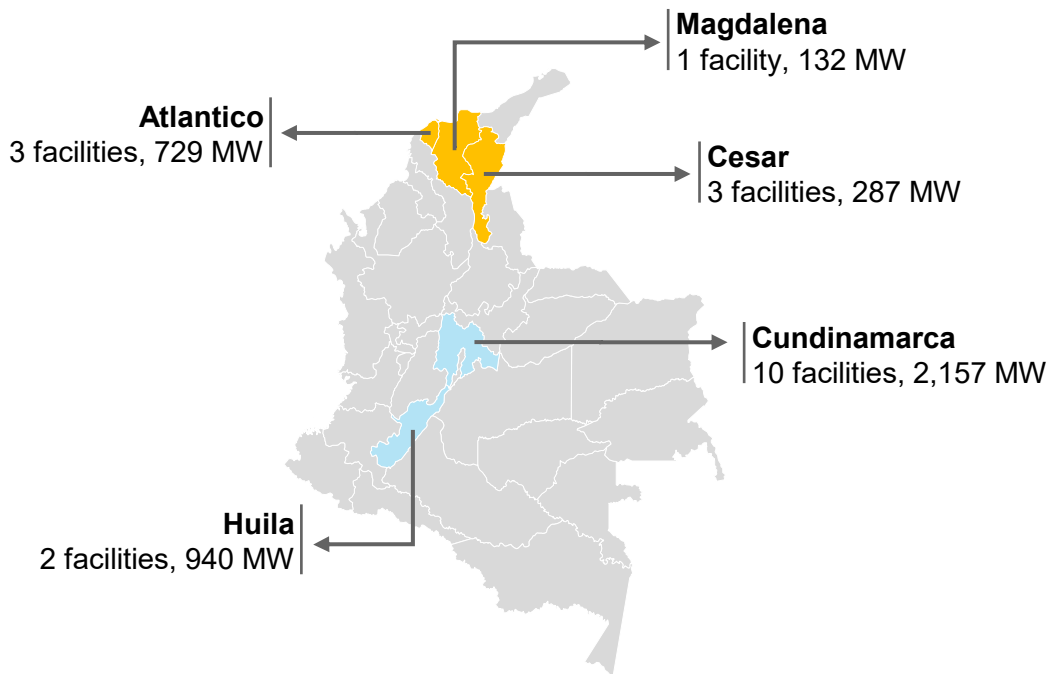 Magdalena
1 facility, 132 MW
Atlantico
3 facilities, 729 MW
Cesar
3 facilities, 287 MW
Cundinamarca
10 facilities, 2,157 MW
Huila
2 facilities, 940 MW